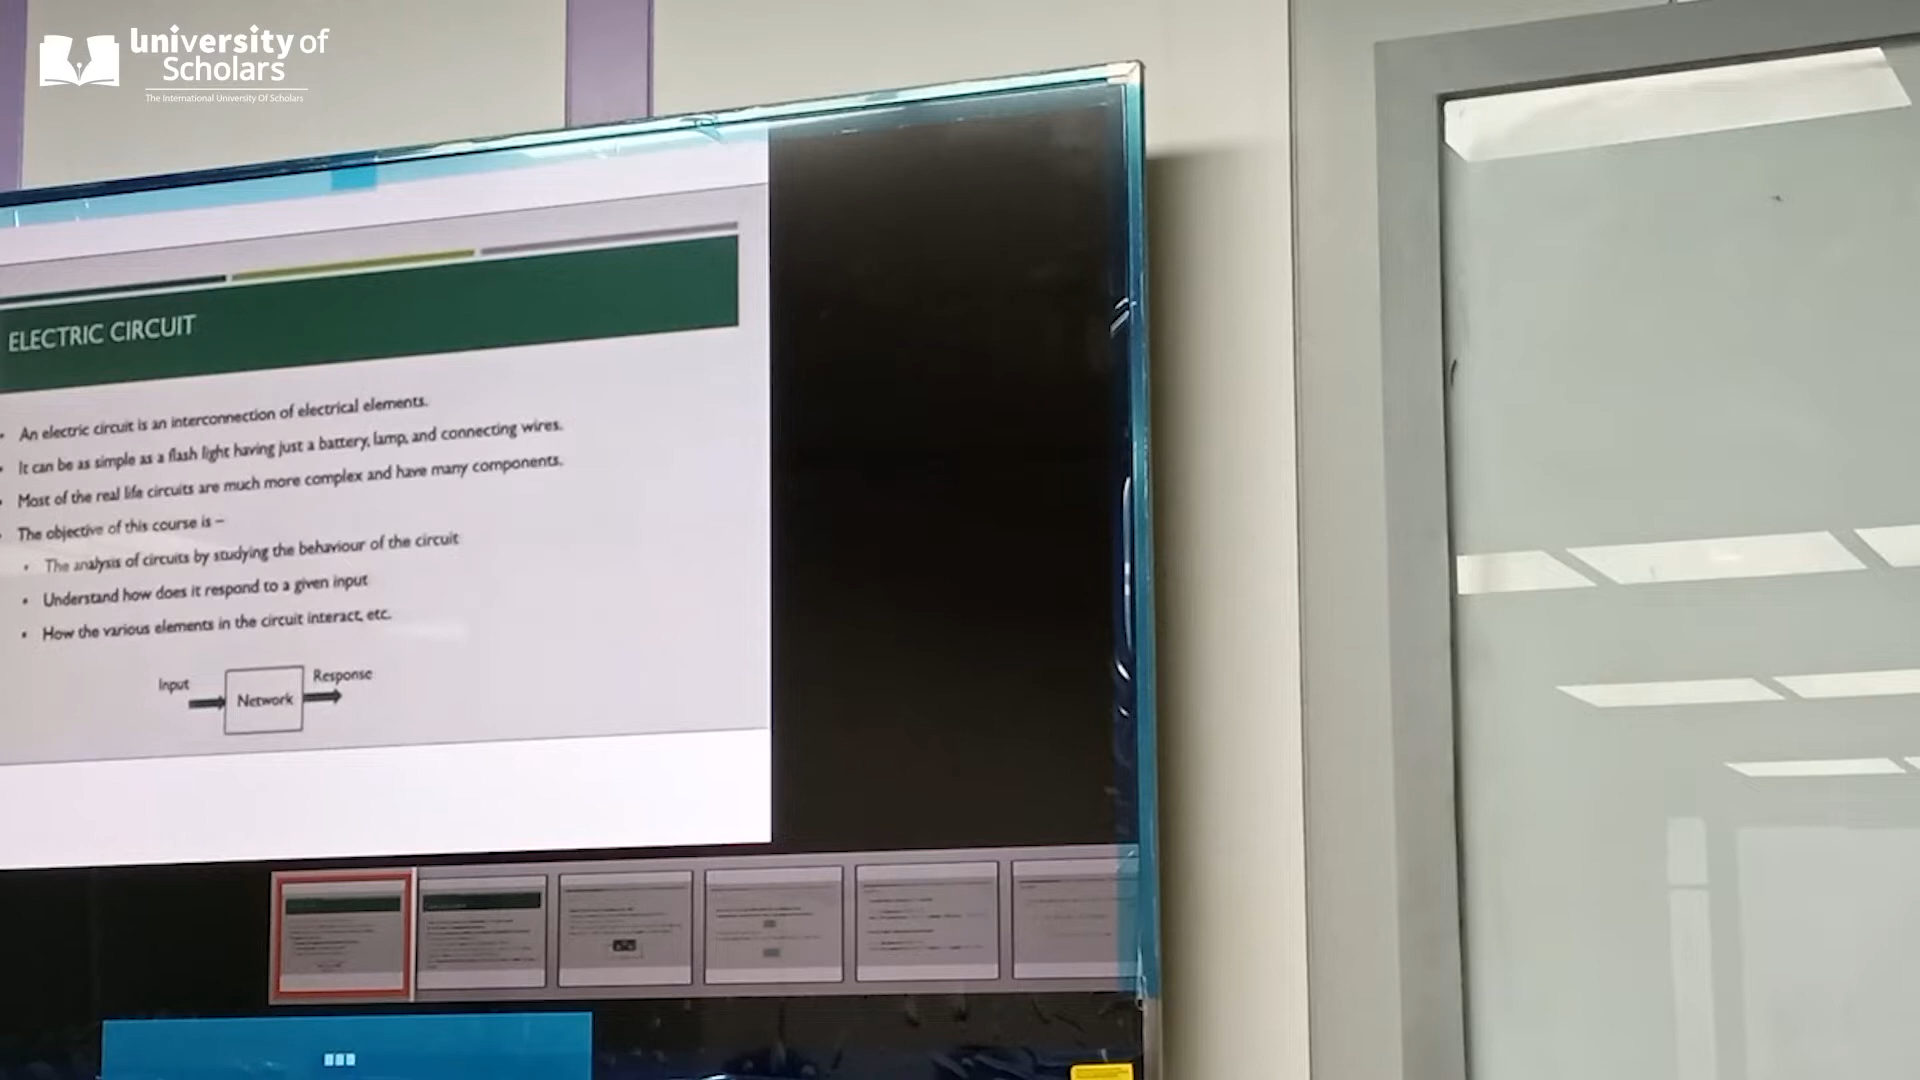 University of
Scholars
The International University Of Scholars
ELECTRIC CIRCUIT
• An electric circuit is an interconnection of electrical elements.
• It can be as simple as a flash light having just a battery, lamp, and connecting wires.
• Most of the real life circuits are much more complex and have many components.
• The objective of this course is –
• The analysis of circuits by studying the behaviour of the circuit
• Understand how does it respond to a given input
• How the various elements in the circuit interact, etc.
Input
Network
Response